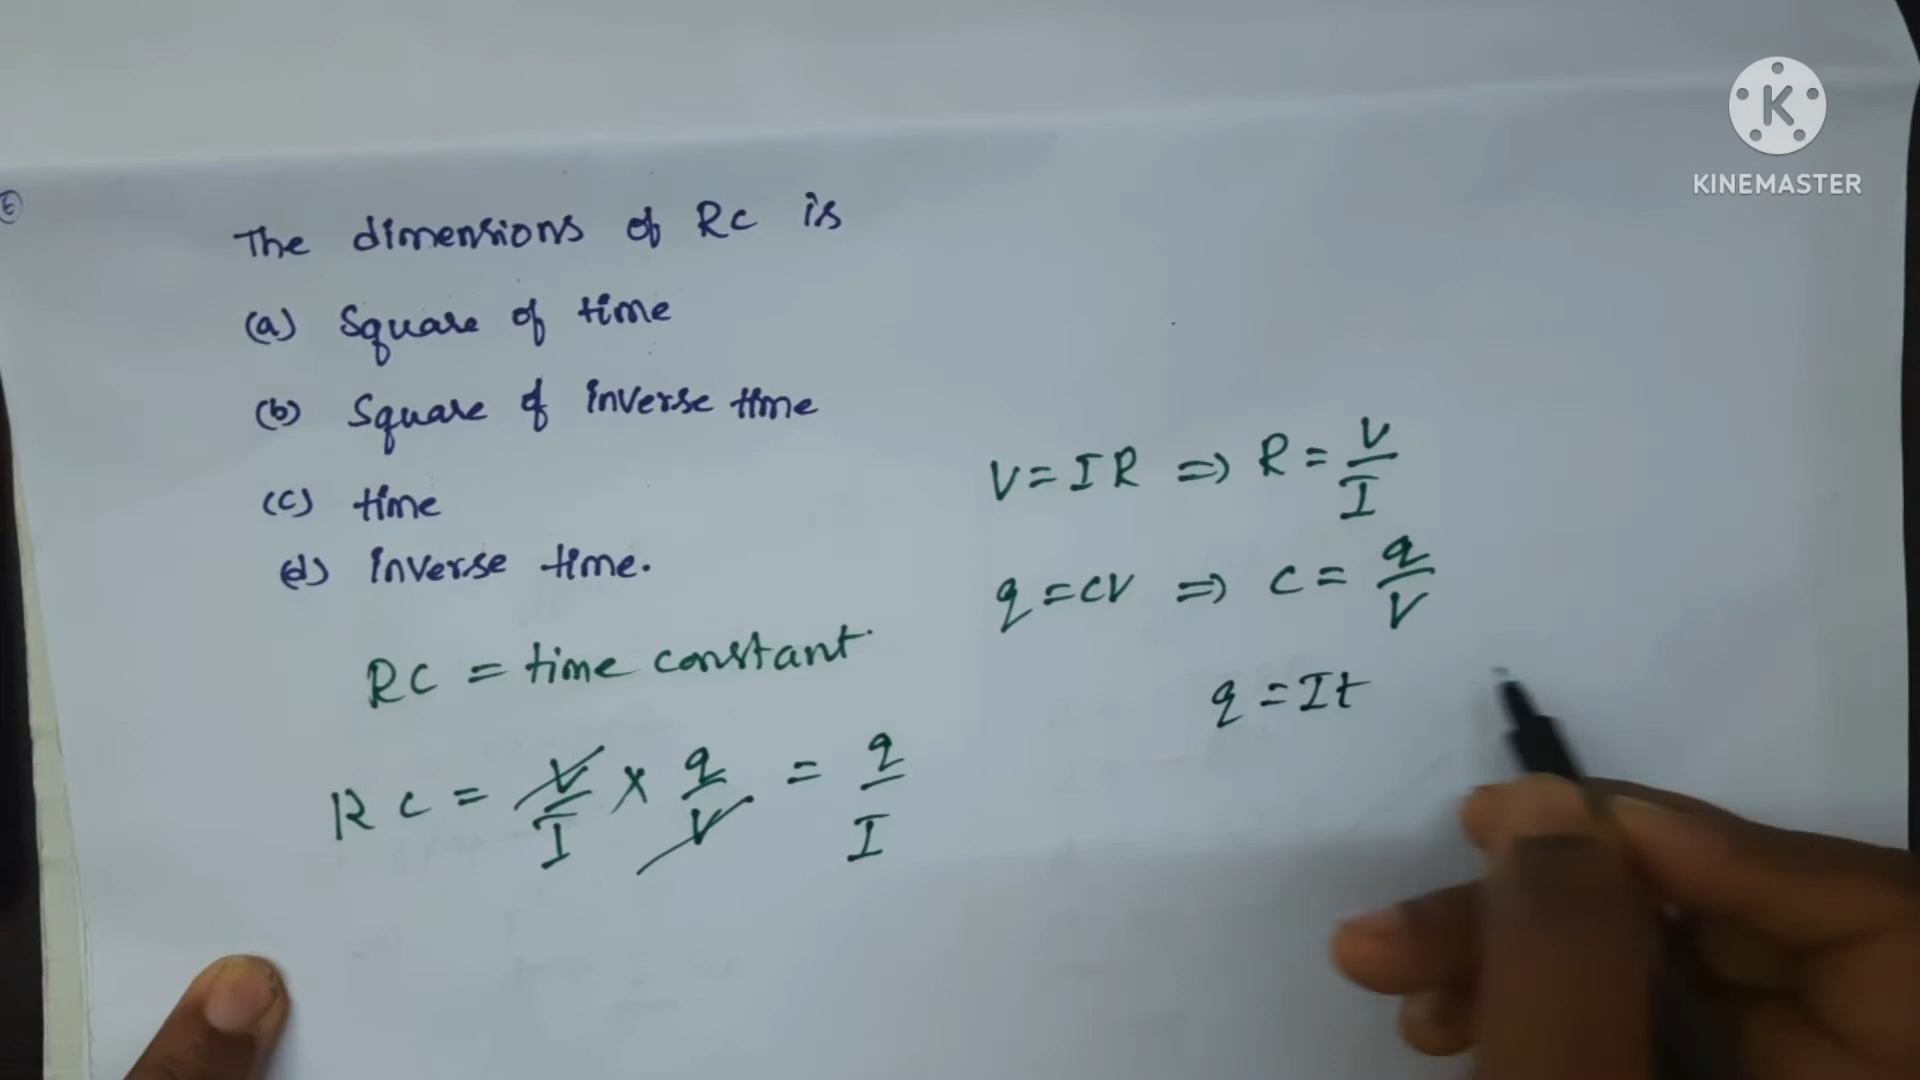 KINEMASTER
The dimensions of RC is
(a) Square of time
(b) Square of inverse time
(c) time
(d) inverse time.
RC = time constant
RC = V/I × q/V = q/I
V = IR ⇒ R = V/I
q = CV ⇒ C = q/V
q = It